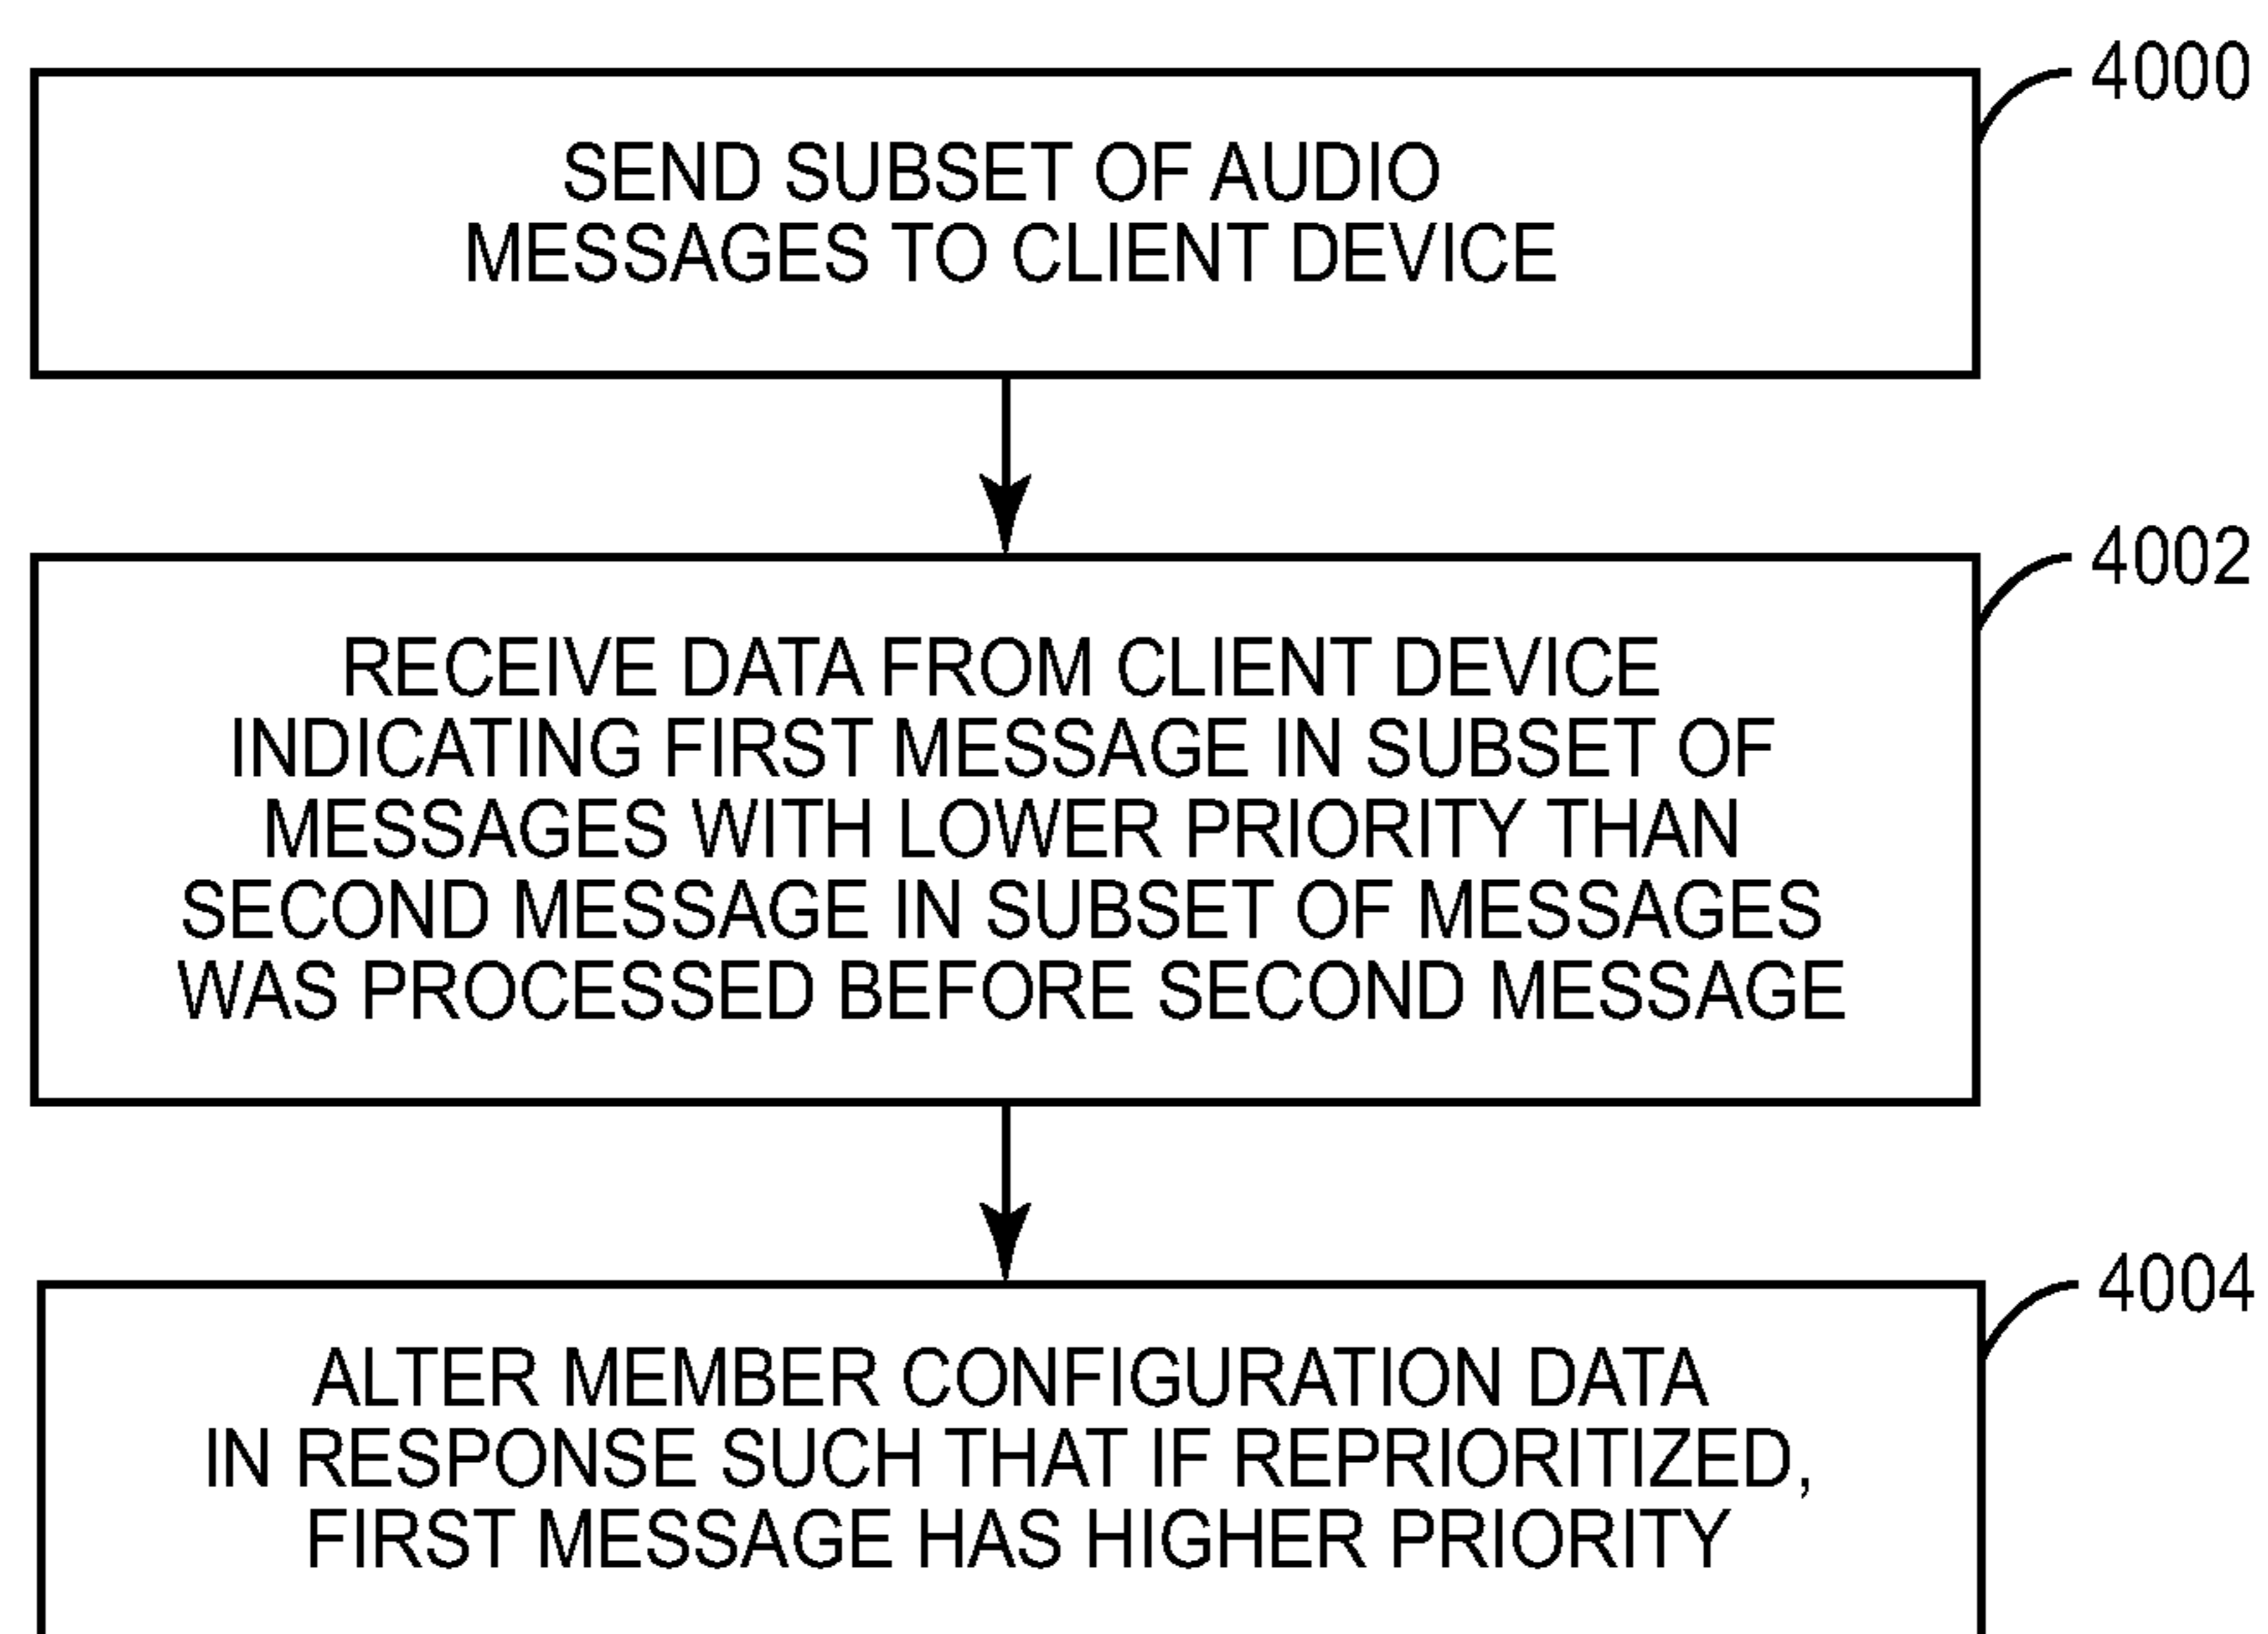 4000
SEND SUBSET OF AUDIO
MESSAGES TO CLIENT DEVICE
4002
RECEIVE DATA FROM CLIENT DEVICE
INDICATING FIRST MESSAGE IN SUBSET OF
MESSAGES WITH LOWER PRIORITY THAN
SECOND MESSAGE IN SUBSET OF MESSAGES
WAS PROCESSED BEFORE SECOND MESSAGE
4004
ALTER MEMBER CONFIGURATION DATA
IN RESPONSE SUCH THAT IF REPRIORITIZED,
FIRST MESSAGE HAS HIGHER PRIORITY